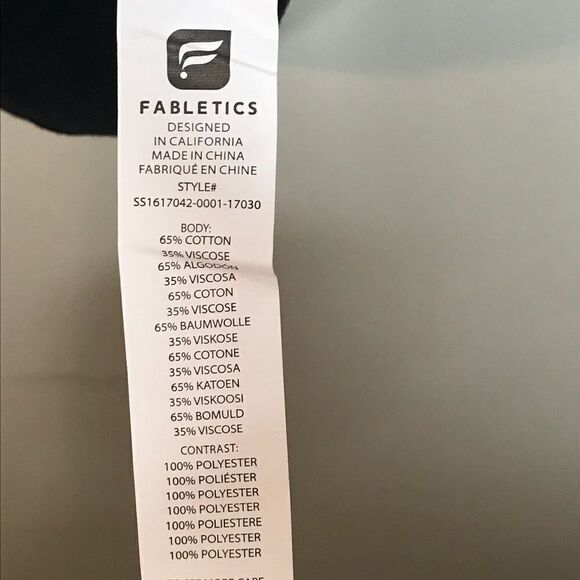 FABLETICS
DESIGNED
IN CALIFORNIA
MADE IN CHINA
FABRIQUÉ EN CHINE
STYLE#
SS1617042-0001-17030
BODY:
65% COTTON
35% VISCOSE
65% ALGODÓN
35% VISCOSA
65% COTON
35% VISCOSE
65% BAUMWOLLE
35% VISKOSE
65% COTONE
35% VISCOSA
65% KATOEN
35% VISKOOSI
65% BOMULD
35% VISCOSE
CONTRAST:
100% POLYESTER
100% POLIÉSTER
100% POLYESTER
100% POLYESTER
100% POLIESTERE
100% POLYESTER
100% POLYESTER